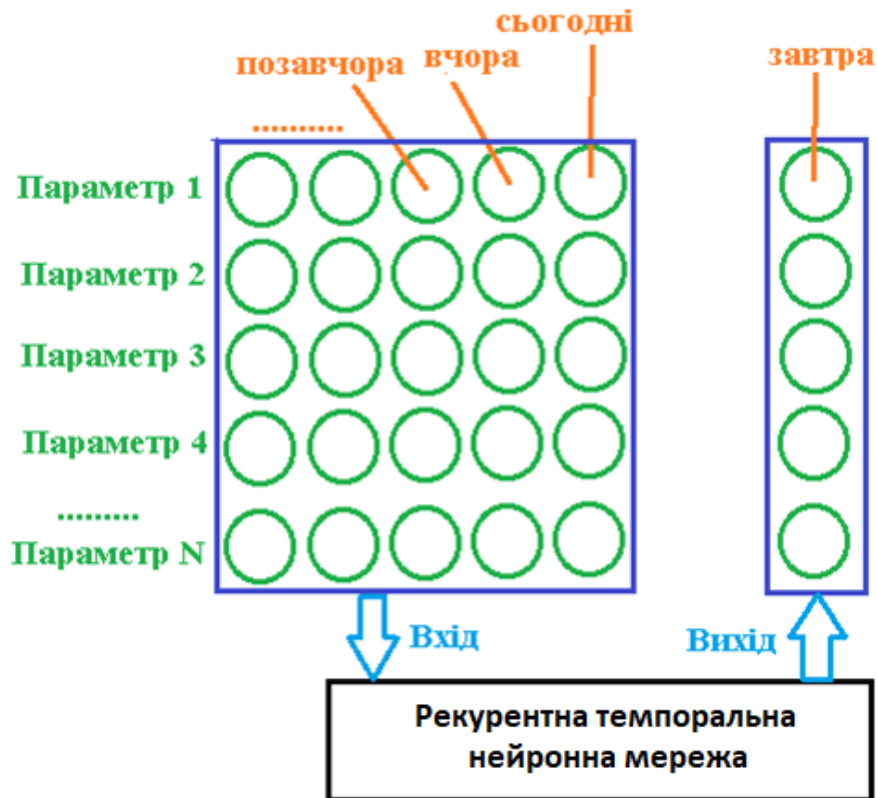 сьогодні
позавчора вчора завтра
..........
Параметр 1
Параметр 2
Параметр 3
Параметр 4
.........
Параметр N
Вхід Вихід
Рекурентна темпоральна
нейронна мережа